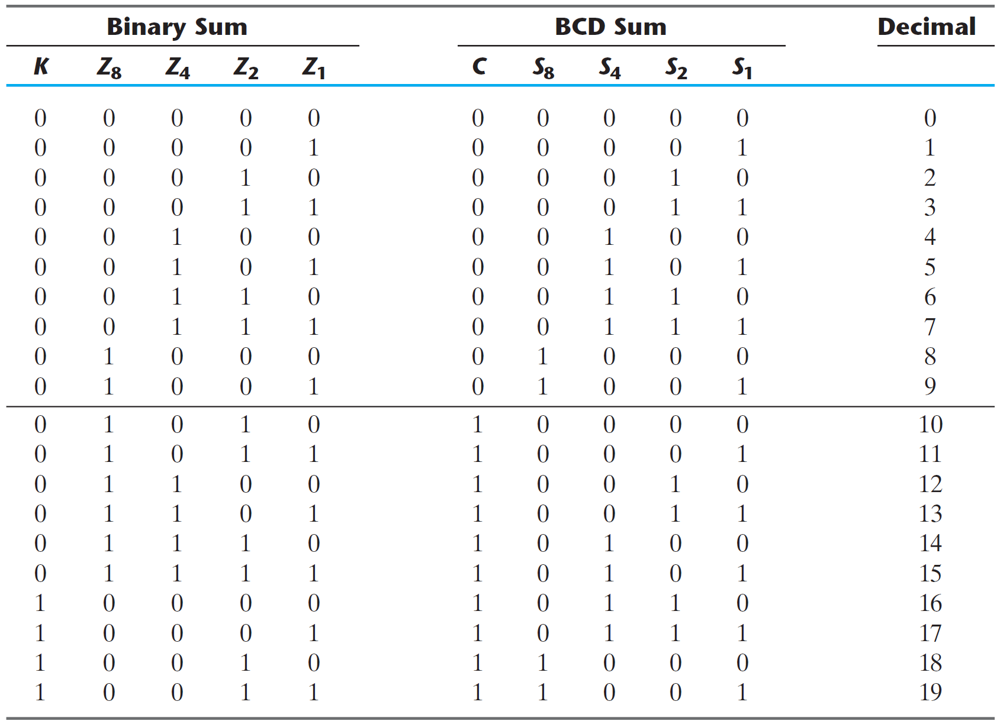 Binary Sum BCD Sum Decimal
K Z8 Z4 Z2 Z1 C S8 S4 S2 S1
0 0 0 0 0 0 0 0 0 0 0
0 0 0 0 1 0 0 0 0 1 1
0 0 0 1 0 0 0 0 1 0 2
0 0 0 1 1 0 0 0 1 1 3
0 0 1 0 0 0 0 1 0 0 4
0 0 1 0 1 0 0 1 0 1 5
0 0 1 1 0 0 0 1 1 0 6
0 0 1 1 1 0 0 1 1 1 7
0 1 0 0 0 0 1 0 0 0 8
0 1 0 0 1 0 1 0 0 1 9
0 1 0 1 0 1 0 0 0 0 10
0 1 0 1 1 1 0 0 0 1 11
0 1 1 0 0 1 0 0 1 0 12
0 1 1 0 1 1 0 0 1 1 13
0 1 1 1 0 1 0 1 0 0 14
0 1 1 1 1 1 0 1 0 1 15
1 0 0 0 0 1 0 1 1 0 16
1 0 0 0 1 1 0 1 1 1 17
1 0 0 1 0 1 1 0 0 0 18
1 0 0 1 1 1 1 0 0 1 19